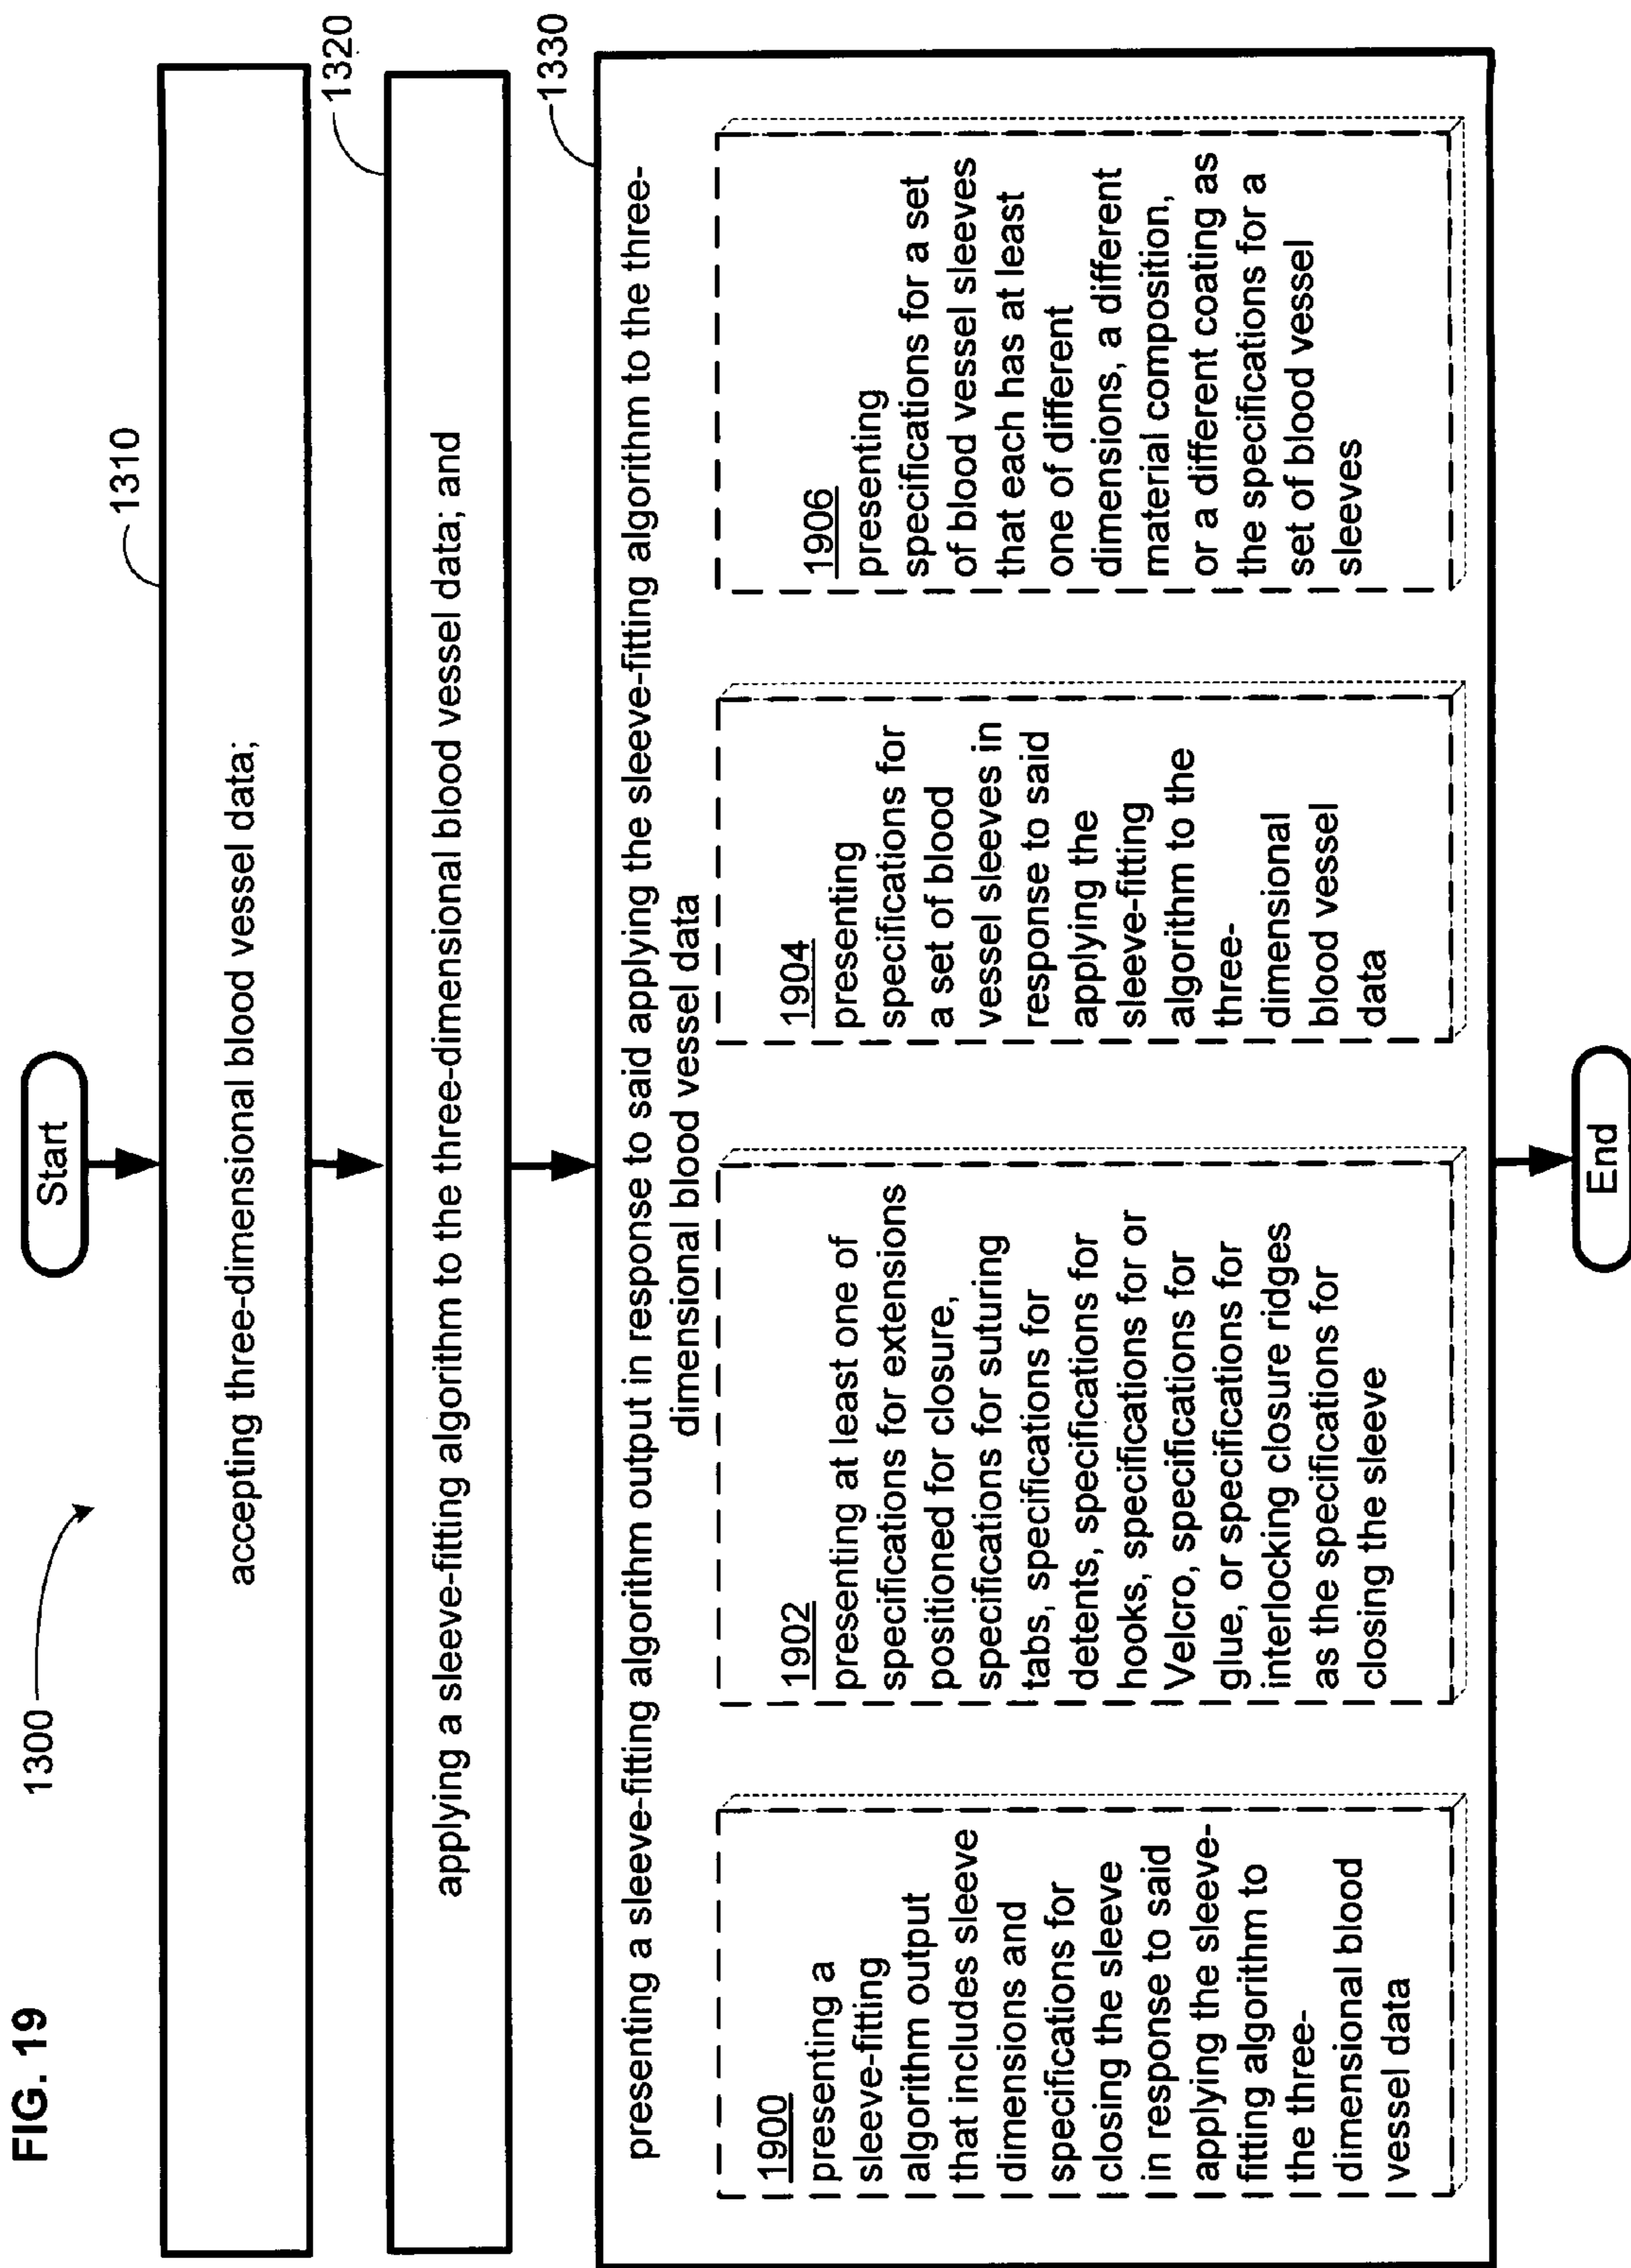 FIG. 19
1300
Start
1310
accepting three-dimensional blood vessel data;
1320
applying a sleeve-fitting algorithm to the three-dimensional blood vessel data; and
1330
presenting a sleeve-fitting algorithm output in response to said applying the sleeve-fitting algorithm to the three-
dimensional blood vessel data
1900
presenting a
sleeve-fitting
algorithm output
that includes sleeve
dimensions and
specifications for
closing the sleeve
in response to said
applying the sleeve-
fitting algorithm to
the three-
dimensional blood
vessel data
1902
presenting at least one of
specifications for extensions
positioned for closure,
specifications for suturing
tabs, specifications for
detents, specifications for
hooks, specifications for or
Velcro, specifications for
glue, or specifications for
interlocking closure ridges
as the specifications for
closing the sleeve
1904
presenting
specifications for
a set of blood
vessel sleeves in
response to said
applying the
sleeve-fitting
algorithm to the
three-
dimensional
blood vessel
data
1906
presenting
specifications for a set
of blood vessel sleeves
that each has at least
one of different
dimensions, a different
material composition,
or a different coating as
the specifications for a
set of blood vessel
sleeves
End